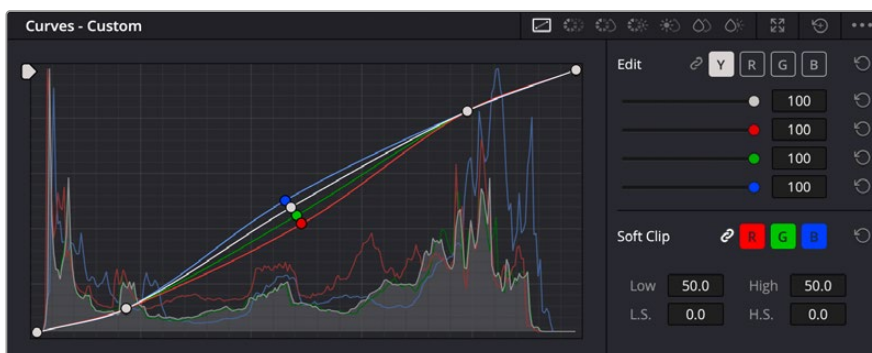 Curves - Custom
Edit Y R G B
100
100
100
100
Soft Clip R G B
Low 50.0 High 50.0
L.S. 0.0 H.S. 0.0